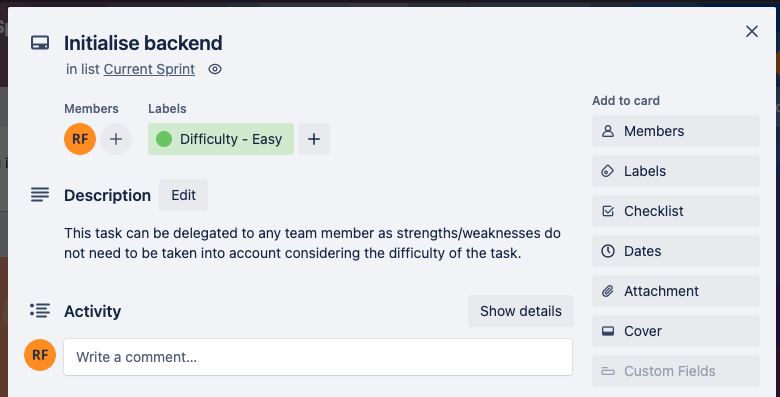 Initialise backend
in list Current Sprint
Members
Labels
RF
Difficulty - Easy
Description
Edit
This task can be delegated to any team member as strengths/weaknesses do
not need to be taken into account considering the difficulty of the task.
Activity
Show details
RF
Write a comment...
Add to card
Members
Labels
Checklist
Dates
Attachment
Cover
Custom Fields